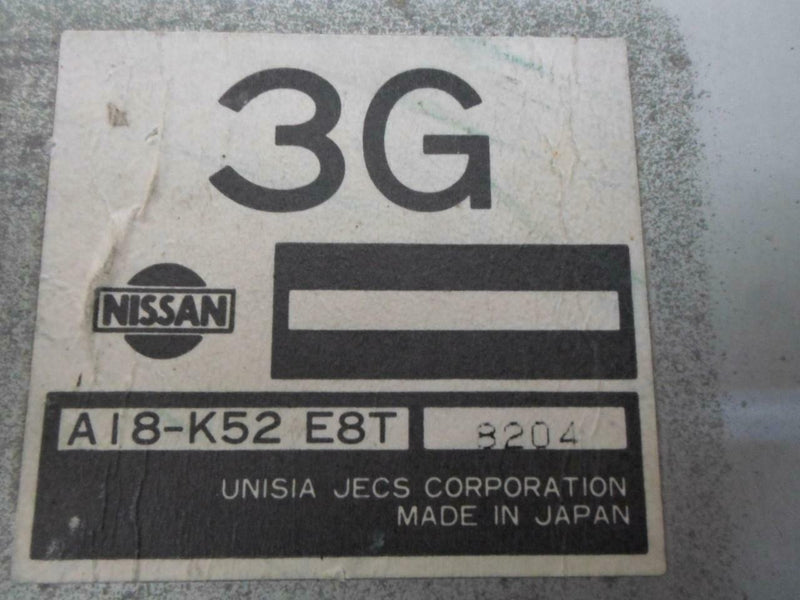 3G
NISSAN
A18-K52 E8T 8204
UNISIA JECS CORPORATION
MADE IN JAPAN